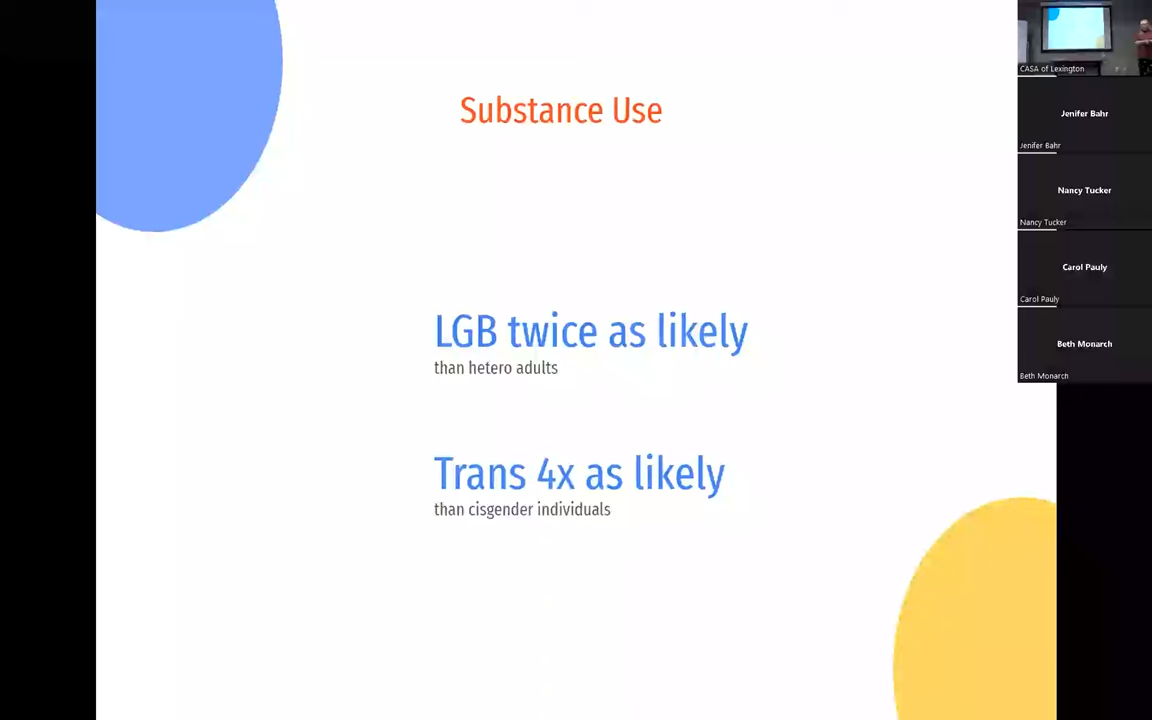 Substance Use
LGB twice as likely
than hetero adults
Trans 4x as likely
than cisgender individuals
CASA of Lexington
Jenifer Bahr
Jenifer Bahr
Nancy Tucker
Nancy Tucker
Carol Pauly
Carol Pauly
Beth Monarch
Beth Monarch